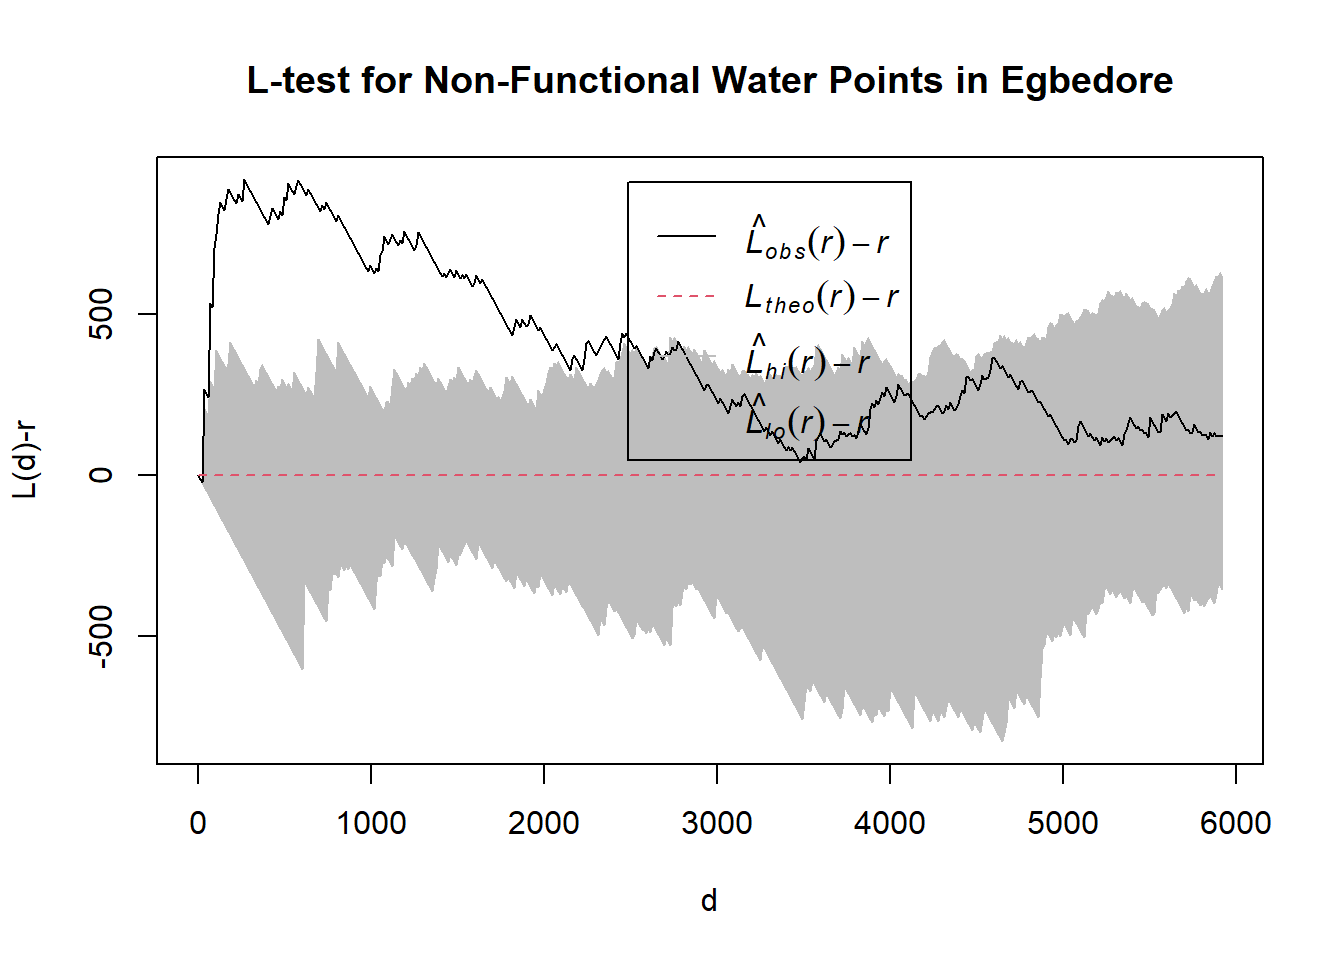 L-test for Non-Functional Water Points in Egbedore
L̂obs(r) – r
Ltheo(r) – r
L̂hi(r) – r
L̂lo(r) – r
500
0
-500
L(d)-r
0 1000 2000 3000 4000 5000 6000
d